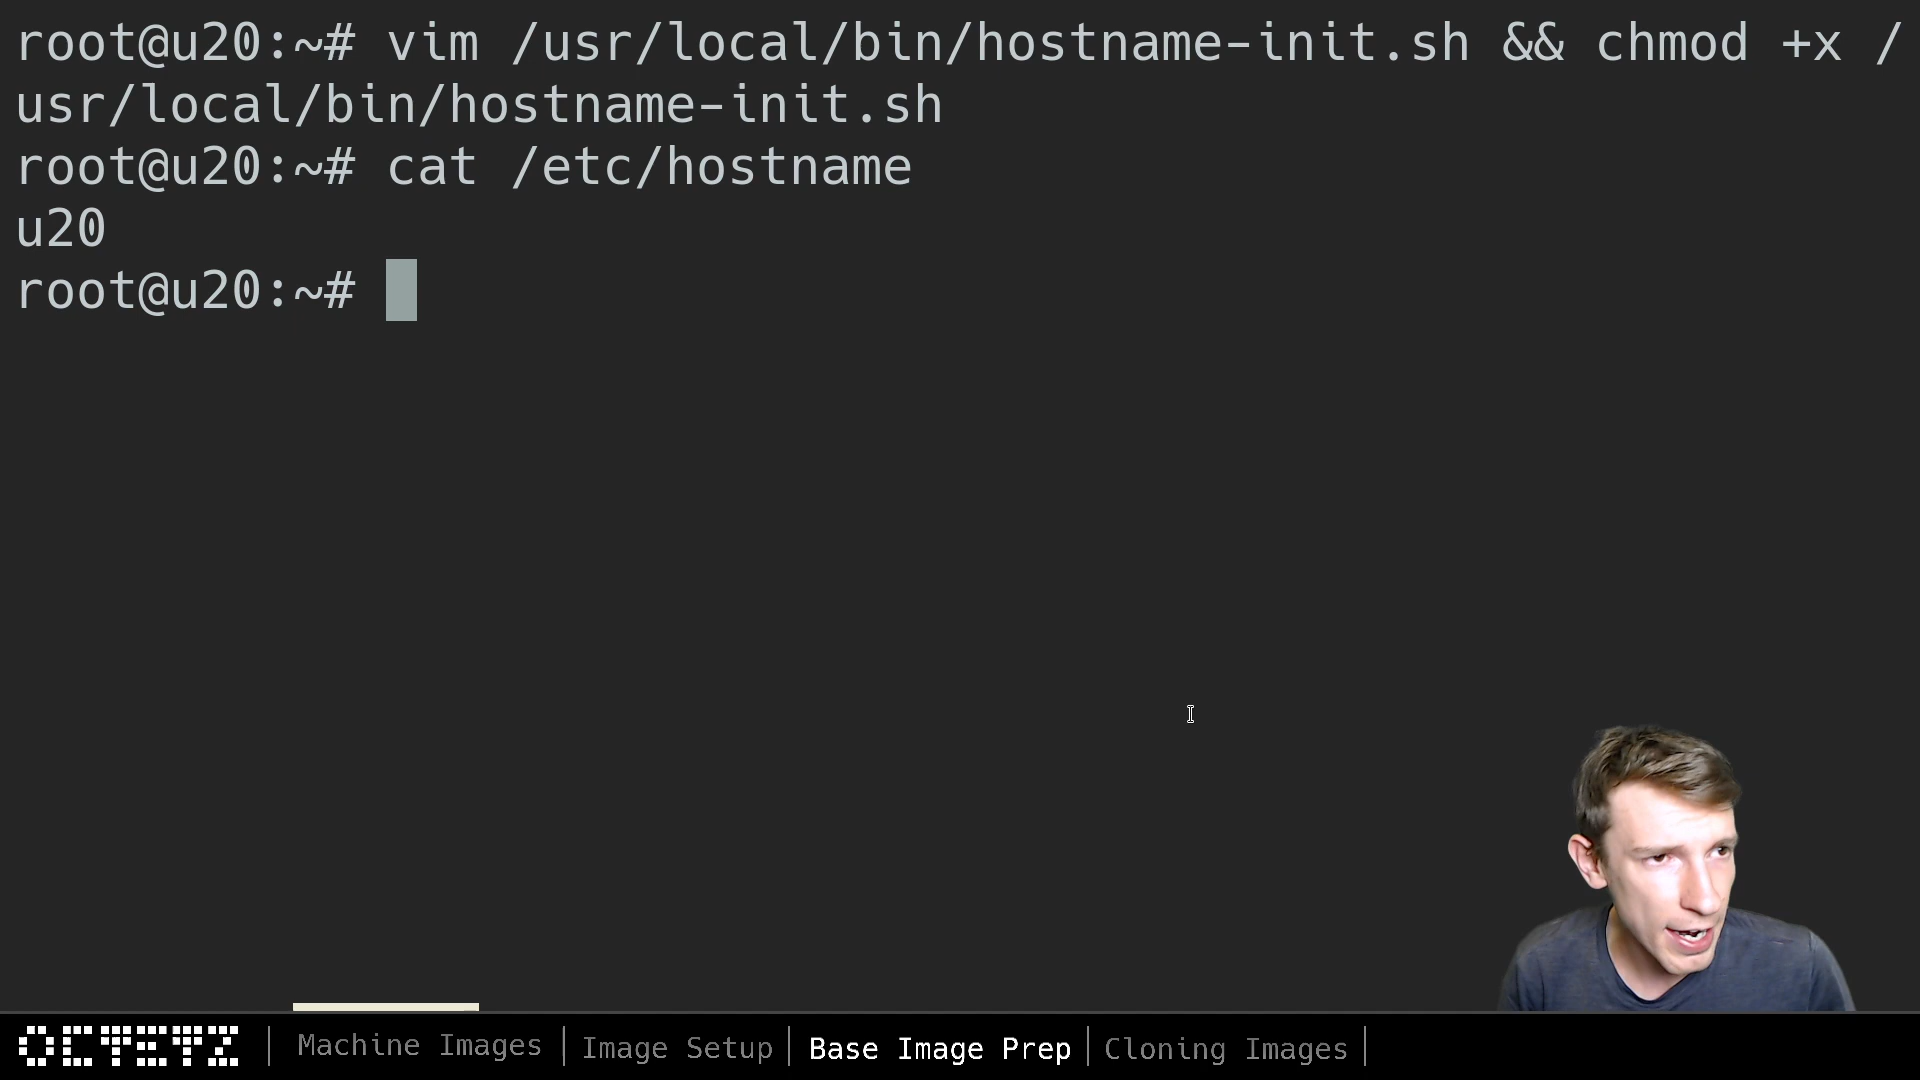 root@u20:~# vim /usr/local/bin/hostname-init.sh && chmod +x /
usr/local/bin/hostname-init.sh
root@u20:~# cat /etc/hostname
u20
root@u20:~#
OCTETZ | Machine Images | Image Setup | Base Image Prep | Cloning Images |